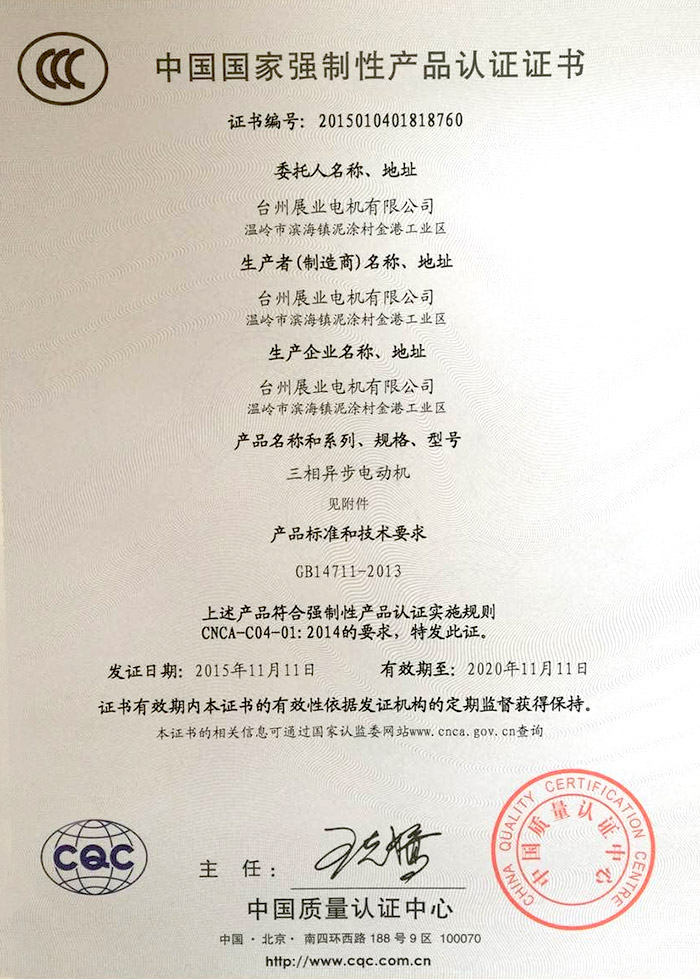 CCC
中国国家强制性产品认证证书
证书编号: 2015010401818760
委托人名称、地址
台州展业电机有限公司
温岭市滨海镇泥涂村金港工业区
生产者(制造商)名称、地址
台州展业电机有限公司
温岭市滨海镇泥涂村金港工业区
生产企业名称、地址
台州展业电机有限公司
温岭市滨海镇泥涂村金港工业区
产品名称和系列、规格、型号
三相异步电动机
见附件
产品标准和技术要求
GB14711-2013
上述产品符合强制性产品认证实施规则
CNCA-C04-01: 2014的要求, 特发此证。
发证日期: 2015年11月11日 有效期至: 2020年11月11日
证书有效期内本证书的有效性依据发证机构的定期监督获得保持。
本证书的相关信息可通过国家认监委网站www.cnca.gov.cn查询
CQC
主 任:
CHINA QUALITY CERTIFICATION CENTRE
中国质量认证中心
中国质量认证中心
中国·北京· 南四环西路 188 号 9 区 100070
http://www.cqc.com.cn